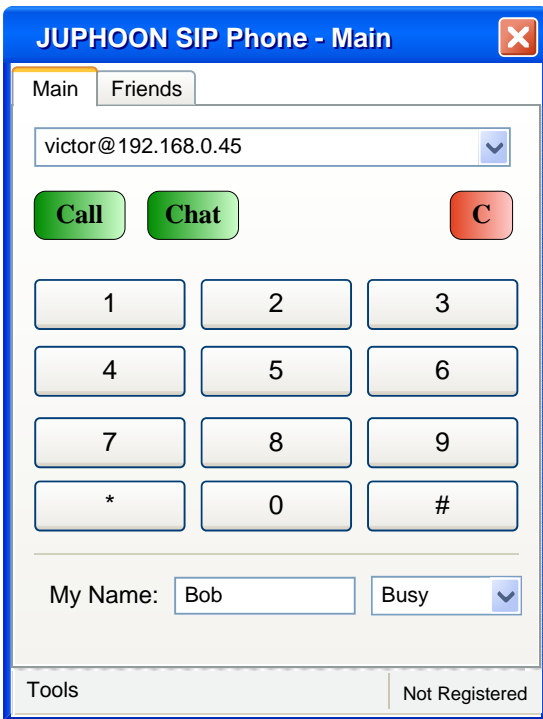 JUPHOON SIP Phone - Main
Main Friends
victor@192.168.0.45
Call Chat C
1 2 3
4 5 6
7 8 9
* 0 #
My Name: Bob Busy
Tools Not Registered